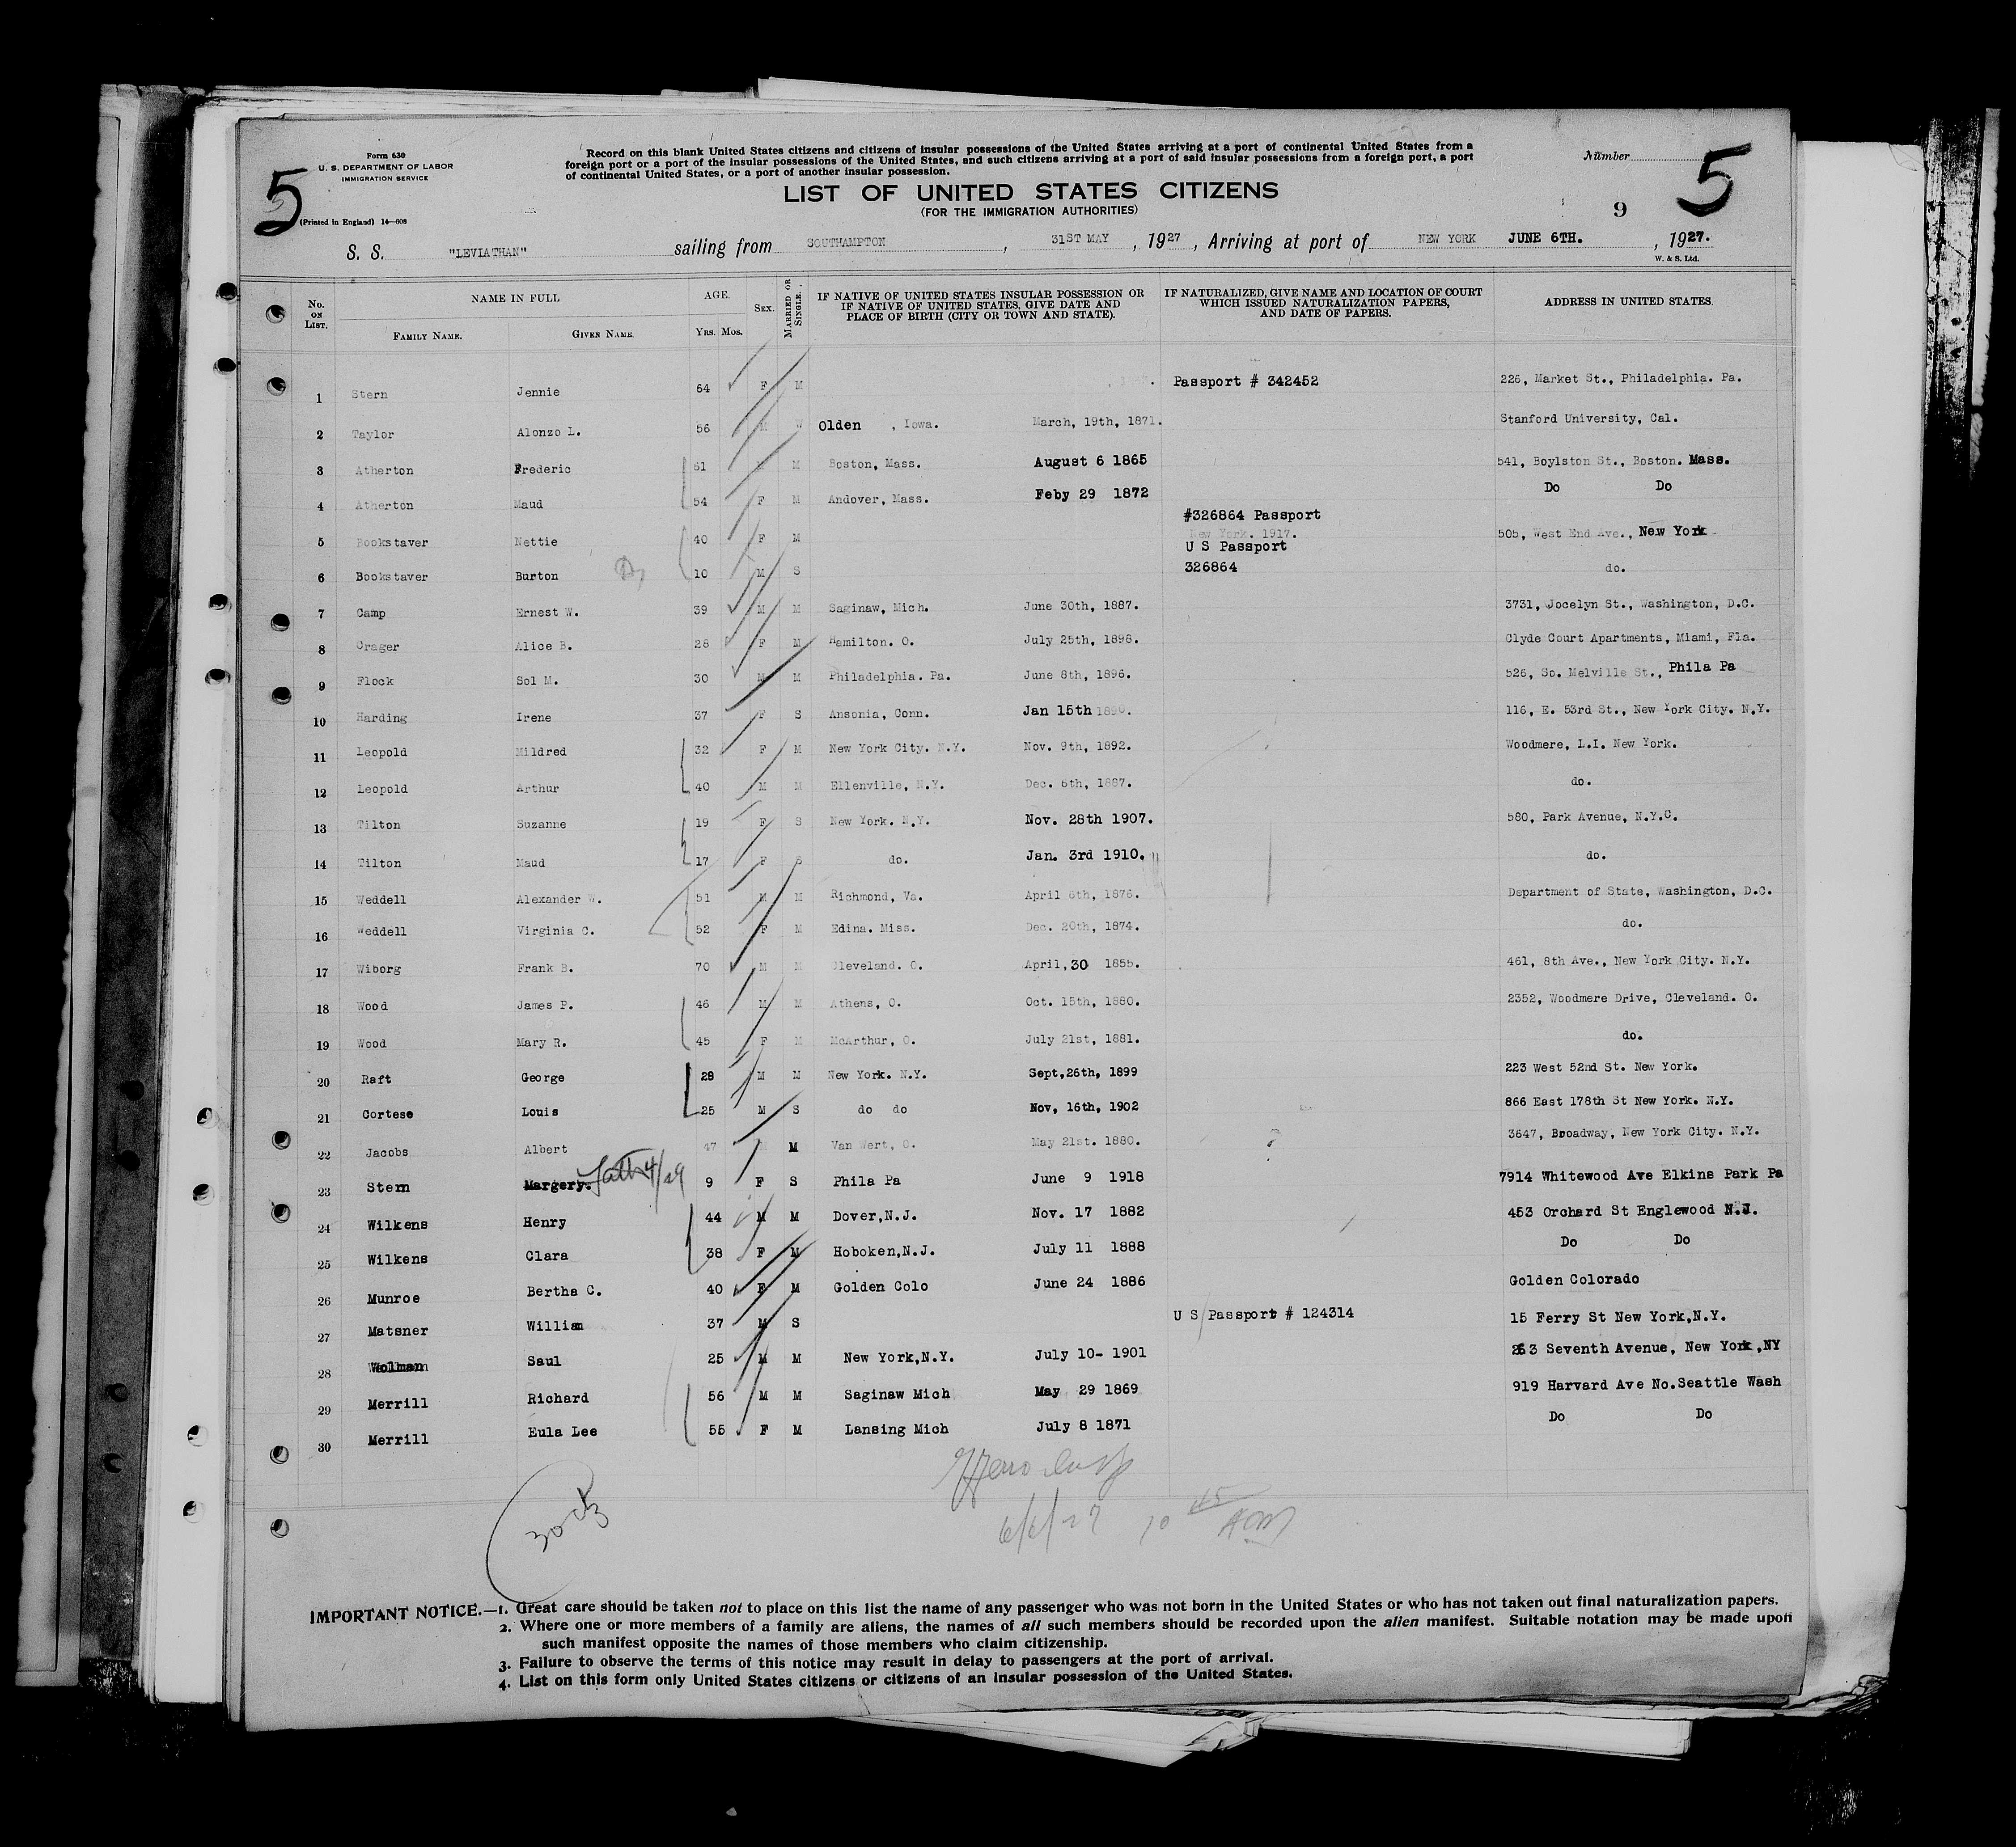 Form 630
U. S. DEPARTMENT OF LABOR
IMMIGRATION SERVICE
(Printed in England) 14—608
5
Record on this blank United States citizens and citizens of insular possessions of the United States arriving at a port of continental United States from a
foreign port or a port of the insular possessions of the United States, and such citizens arriving at a port of said insular possessions from a foreign port, a port
of continental United States, or a port of another insular possession.
LIST OF UNITED STATES CITIZENS
(FOR THE IMMIGRATION AUTHORITIES)
Number
9
5
S. S. "LEVIATHAN" sailing from SOUTHAMPTON , 31ST MAY , 1927 , Arriving at port of NEW YORK JUNE 6TH. , 1927.
W. & S. Ltd.
No. ON LIST. NAME IN FULL FAMILY NAME. GIVEN NAME. AGE. YRS. MOS. SEX. MARRIED OR SINGLE. IF NATIVE OF UNITED STATES INSULAR POSSESSION OR IF NATIVE OF UNITED STATES, GIVE DATE AND PLACE OF BIRTH (CITY OR TOWN AND STATE). IF NATURALIZED, GIVE NAME AND LOCATION OF COURT WHICH ISSUED NATURALIZATION PAPERS, AND DATE OF PAPERS. ADDRESS IN UNITED STATES.
1 Stern Jennie 64 F M Passport # 342452 226, Market St., Philadelphia. Pa.
2 Taylor Alonzo L. 56 M W Olden , Iowa. March, 19th, 1871. Stanford University, Cal.
3 Atherton Frederic 61 M M Boston, Mass. August 6 1865 541, Boylston St., Boston. Mass.
4 Atherton Maud 54 F M Andover, Mass. Feby 29 1872 Do Do
5 Bookstaver Nettie 40 F M #326864 Passport New York. 1917. 505, West End Ave., New York
6 Bookstaver Burton 10 M S U S Passport 326864 do.
7 Camp Ernest W. 39 M M Saginaw, Mich. June 30th, 1887. 3731, Jocelyn St., Washington, D.C.
8 Crager Alice B. 28 F M Hamilton. O. July 25th, 1898. Clyde Court Apartments, Miami, Fla.
9 Flock Sol M. 30 M M Philadelphia. Pa. June 8th, 1896. 526, So. Melville St., Phila Pa
10 Harding Irene 37 F S Ansonia, Conn. Jan 15th 1890. 116, E. 53rd St., New York City. N.Y.
11 Leopold Mildred 32 F M New York City. N.Y. Nov. 9th, 1892. Woodmere, L.I. New York.
12 Leopold Arthur 40 M M Ellenville, N.Y. Dec. 6th, 1887. do.
13 Tilton Suzanne 19 F S New York. N.Y. Nov. 28th 1907. 580, Park Avenue, N.Y.C.
14 Tilton Maud 17 F S do. Jan. 3rd 1910. do.
15 Weddell Alexander W. 51 M M Richmond, Va. April 6th, 1876. Department of State, Washington, D.C.
16 Weddell Virginia C. 52 F M Edina. Miss. Dec. 20th, 1874. do.
17 Wiborg Frank B. 70 M M Cleveland. O. April, 30 1855. 461, 8th Ave., New York City. N.Y.
18 Wood James P. 46 M M Athens, O. Oct. 15th, 1880. 2352, Woodmere Drive, Cleveland. O.
19 Wood Mary R. 45 F M McArthur, O. July 21st, 1881. do.
20 Raft George 28 M M New York. N.Y. Sept,26th, 1899 223 West 52nd St. New York.
21 Cortese Louis 25 M S do do Nov, 16th, 1902 866 East 178th St New York. N.Y.
22 Jacobs Albert 47 M Van Wert, O. May 21st. 1880. ? 3647, Broadway, New York City. N.Y.
23 Stern Margery. 4/29 9 F S Phila Pa June 9 1918 7914 Whitewood Ave Elkins Park Pa
24 Wilkens Henry 44 M M Dover,N.J. Nov. 17 1882 453 Orchard St Englewood N.J.
25 Wilkens Clara 38 F M Hoboken,N.J. July 11 1888 Do Do
26 Munroe Bertha C. 40 F M Golden Colo June 24 1886 Golden Colorado
27 Matsner William 37 M S U S Passport # 124314 15 Ferry St New York,N.Y.
28 Wolman Saul 25 M M New York,N.Y. July 10- 1901 263 Seventh Avenue, New York,NY
29 Merrill Richard 56 M M Saginaw Mich May 29 1869 919 Harvard Ave No.Seattle Wash
30 Merrill Eula Lee 55 F M Lansing Mich July 8 1871 Do Do
6/6/27 10 45 AM
IMPORTANT NOTICE.—1. Great care should be taken not to place on this list the name of any passenger who was not born in the United States or who has not taken out final naturalization papers.
2. Where one or more members of a family are aliens, the names of all such members should be recorded upon the alien manifest. Suitable notation may be made upon
such manifest opposite the names of those members who claim citizenship.
3. Failure to observe the terms of this notice may result in delay to passengers at the port of arrival.
4. List on this form only United States citizens or citizens of an insular possession of the United States.